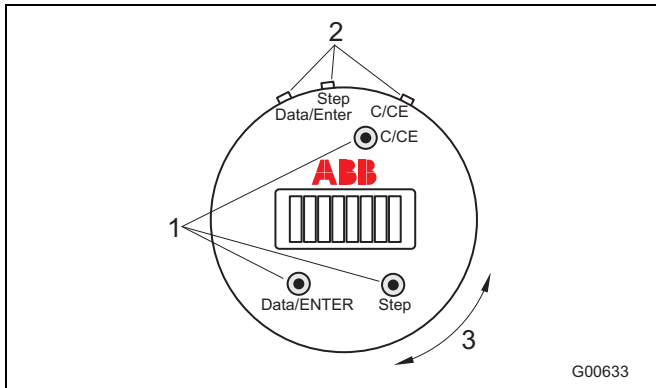 2
Step
Data/Enter C/CE
C/CE
ABB
1
Data/ENTER Step
3
G00633